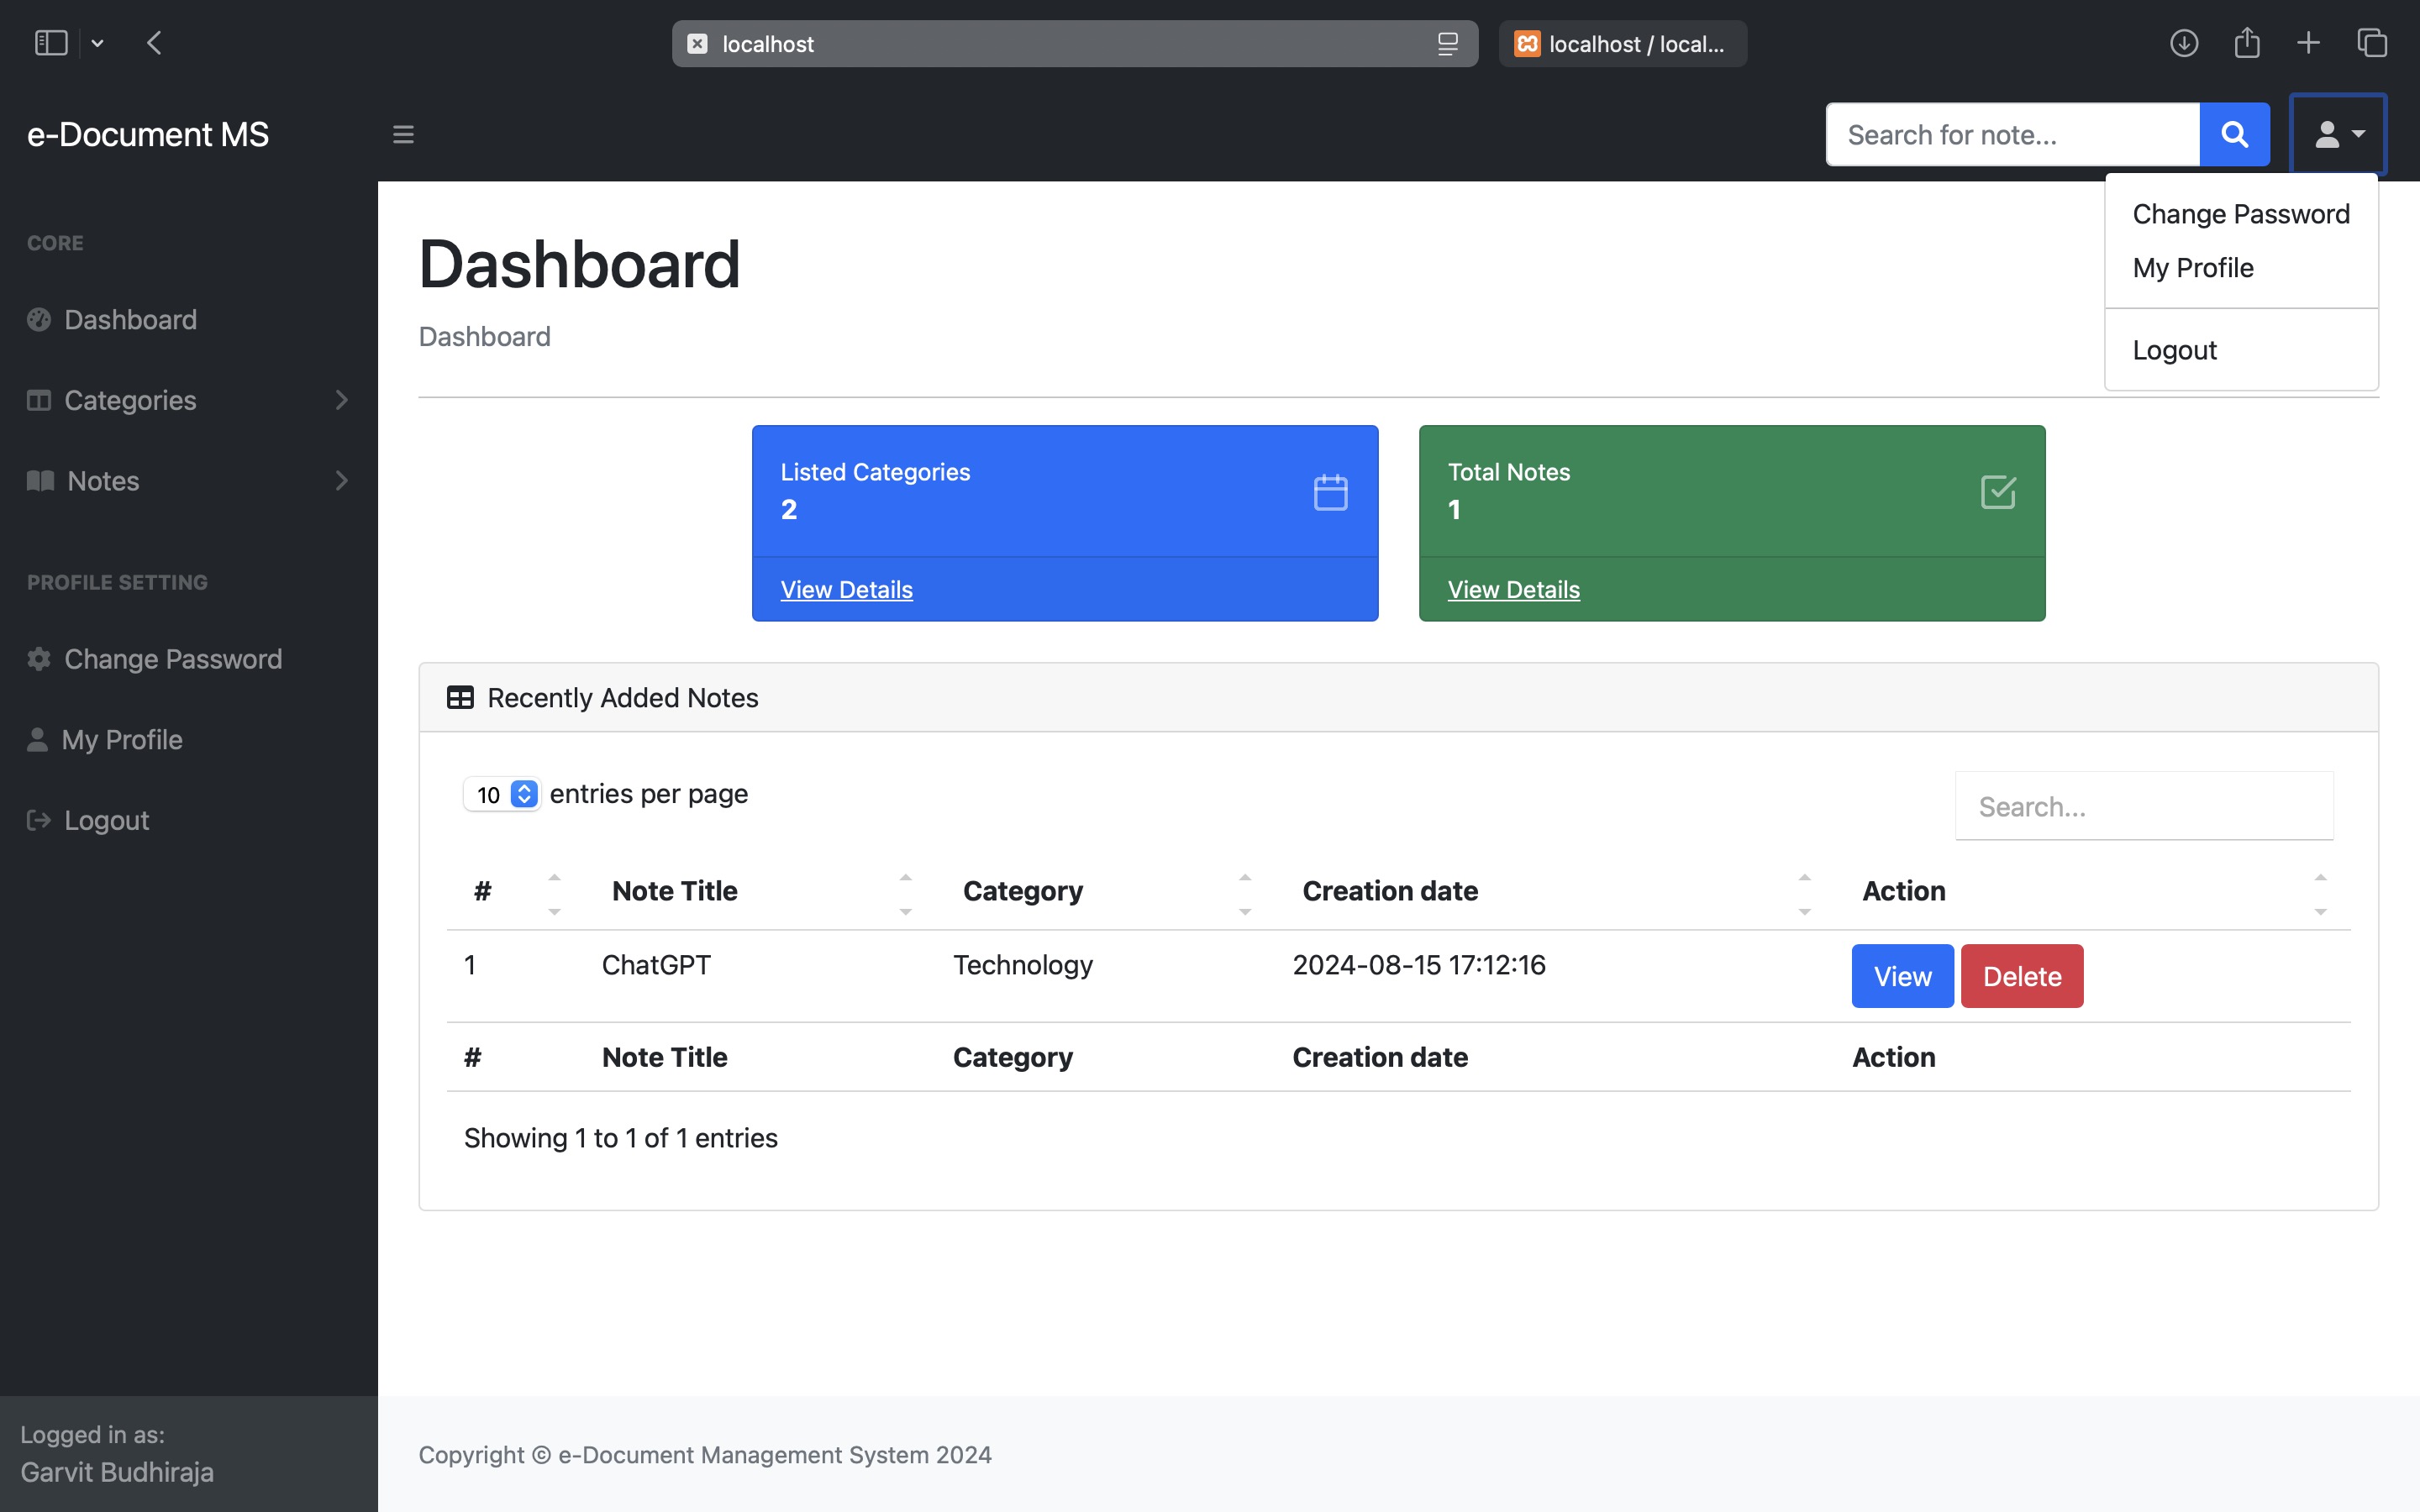 localhost
localhost / local...
e-Document MS
Search for note...
Change Password
My Profile
Logout
CORE
Dashboard
Categories
Notes
PROFILE SETTING
Change Password
My Profile
Logout
Logged in as:
Garvit Budhiraja
Dashboard
Dashboard
Listed Categories
2
View Details
Total Notes
1
View Details
Recently Added Notes
10 entries per page
Search...
# Note Title Category Creation date Action
1 ChatGPT Technology 2024-08-15 17:12:16 View Delete
# Note Title Category Creation date Action
Showing 1 to 1 of 1 entries
Copyright © e-Document Management System 2024